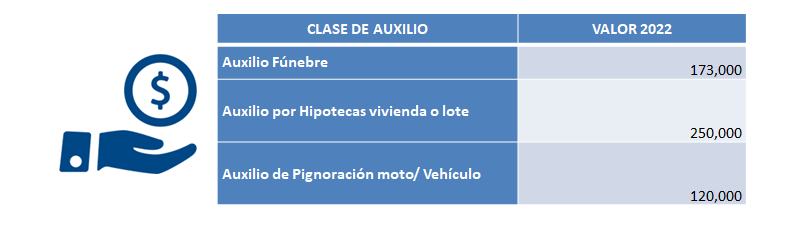 CLASE DE AUXILIO VALOR 2022
Auxilio Fúnebre 173,000
Auxilio por Hipotecas vivienda o lote 250,000
Auxilio de Pignoración moto/ Vehículo 120,000
$